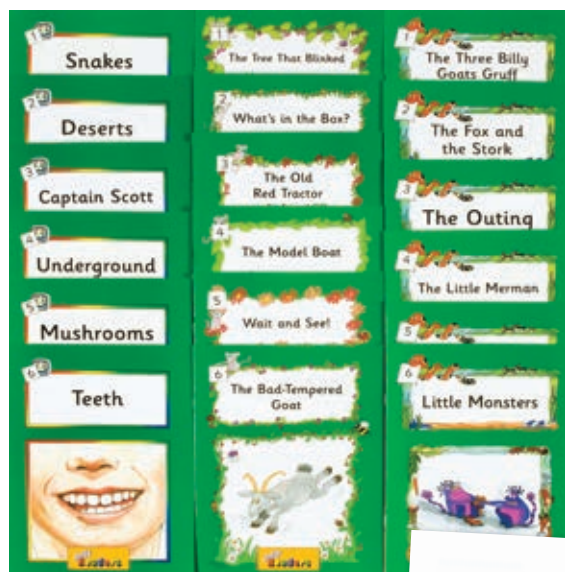 1
Snakes
2
Deserts
3
Captain Scott
4
Underground
5
Mushrooms
6
Teeth
Readers
1
The Tree That Blinked
2
What's in the Box?
3
The Old
Red Tractor
4
The Model Boat
5
Wait and See!
6
The Bad-Tempered
Goat
Readers
1
The Three Billy
Goats Gruff
2
The Fox and
the Stork
3
The Outing
4
The Little Merman
5
6
Little Monsters